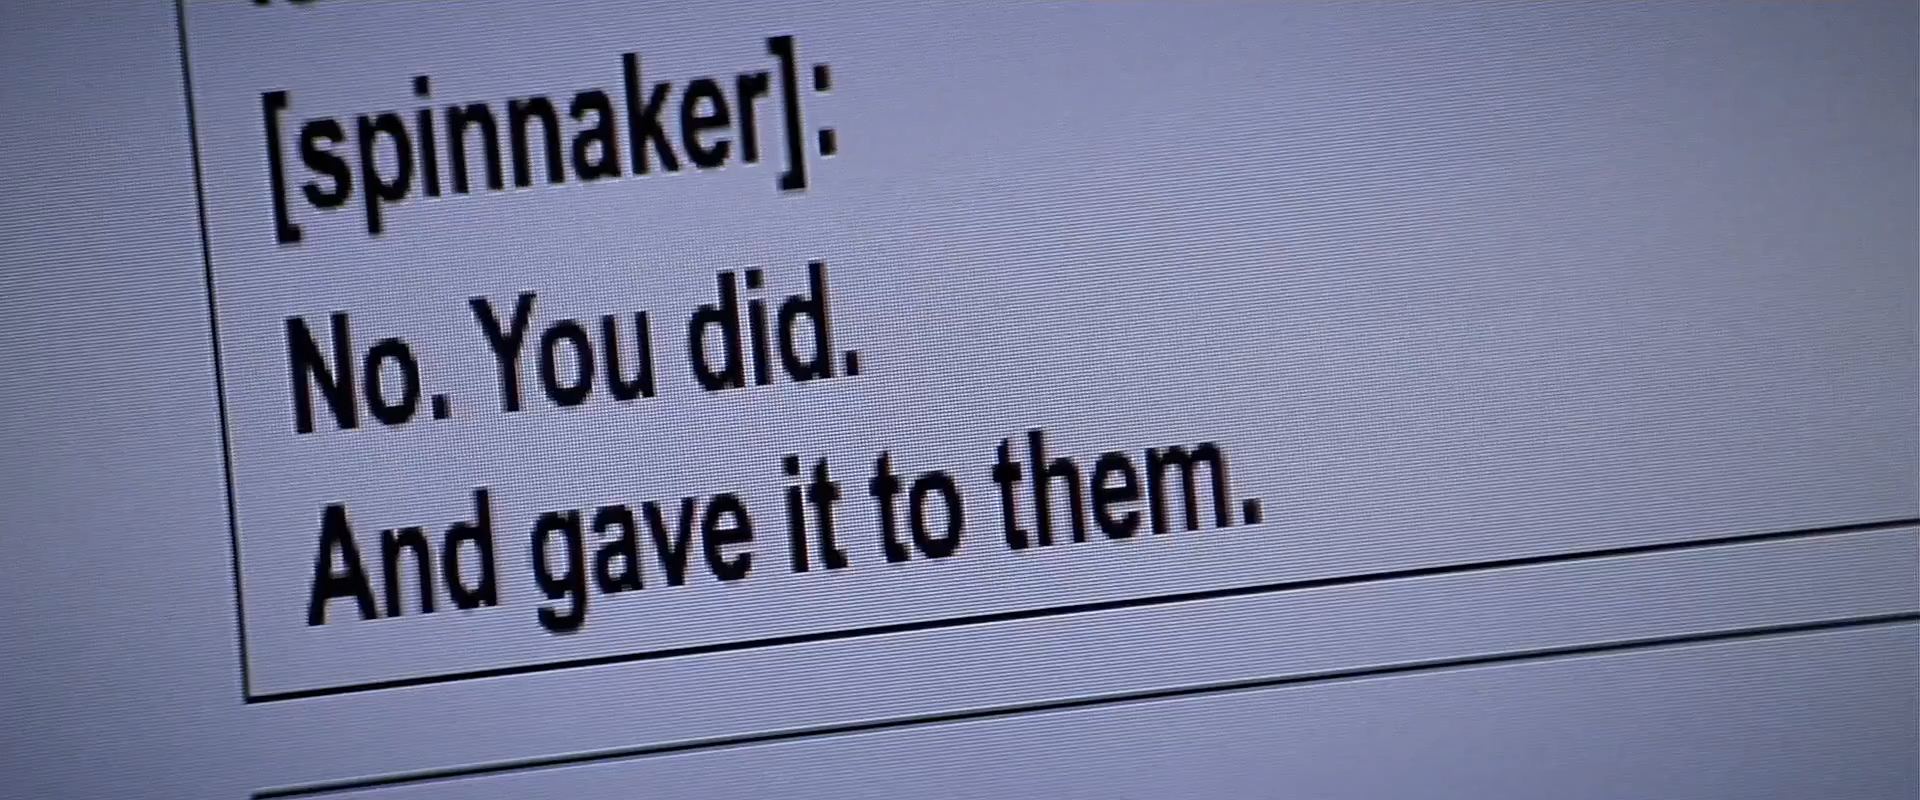 [spinnaker]:
No. You did.
And gave it to them.